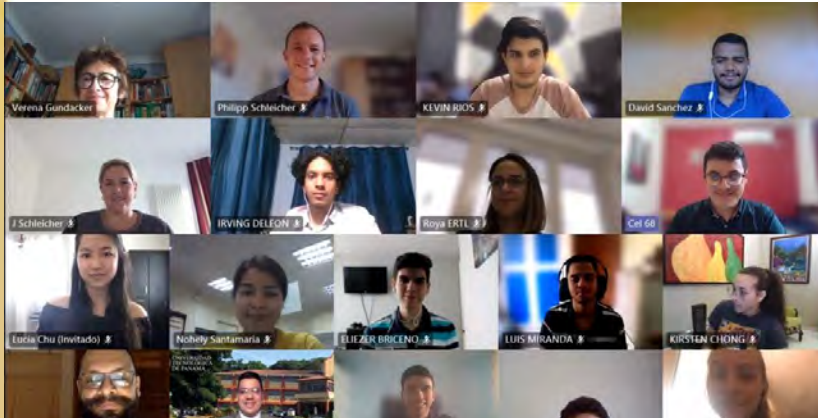 Verena Gundacker
Philipp Schleicher
KEVIN RIOS
David Sanchez
J Schleicher
IRVING DELEON
Roya ERTL
Cel 68
Lucia Chu (Invitado)
Nohely Santamaria
ELIEZER BRICENO
LUIS MIRANDA
KIRSTEN CHONG
UNIVERSIDAD
TECNOLÓGICA
DE PANAMÁ